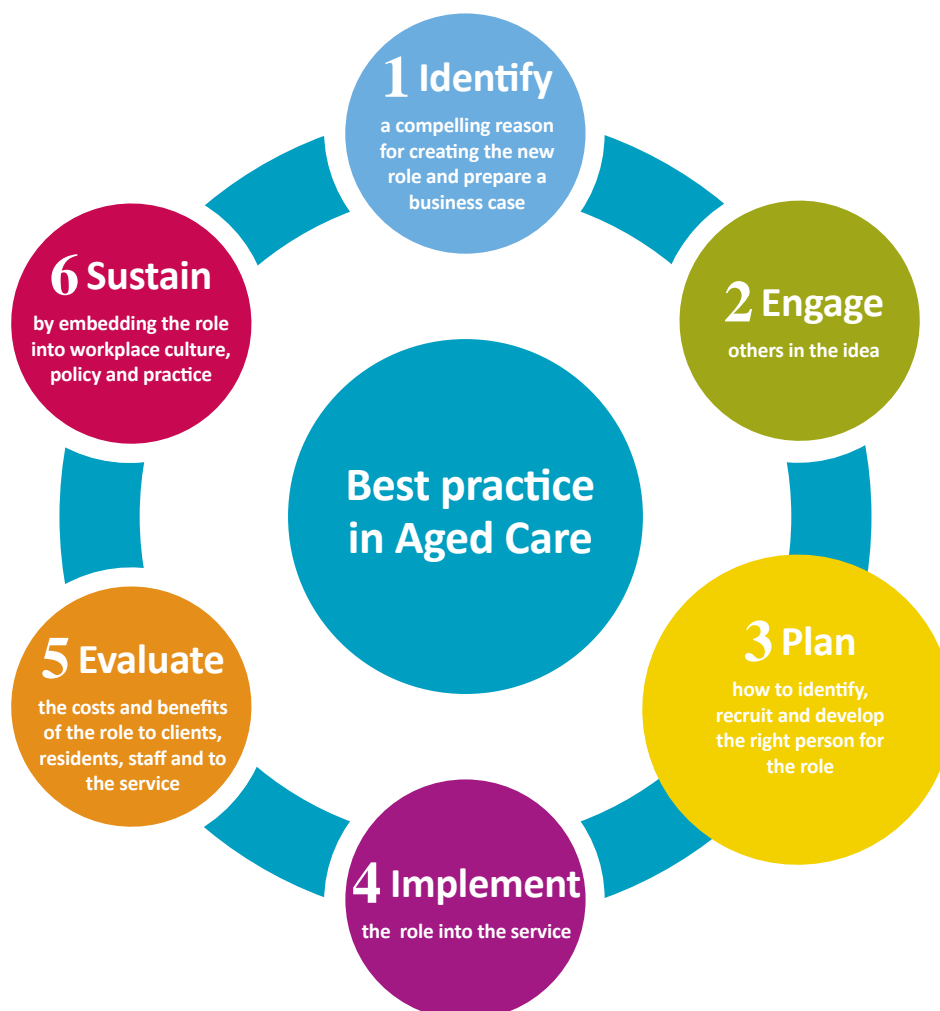 1 Identify
a compelling reason
for creating the new
role and prepare a
business case
2 Engage
others in the idea
3 Plan
how to identify,
recruit and develop
the right person for
the role
4 Implement
the role into the service
5 Evaluate
the costs and benefits
of the role to clients,
residents, staff and to
the service
6 Sustain
by embedding the role
into workplace culture,
policy and practice
Best practice
in Aged Care